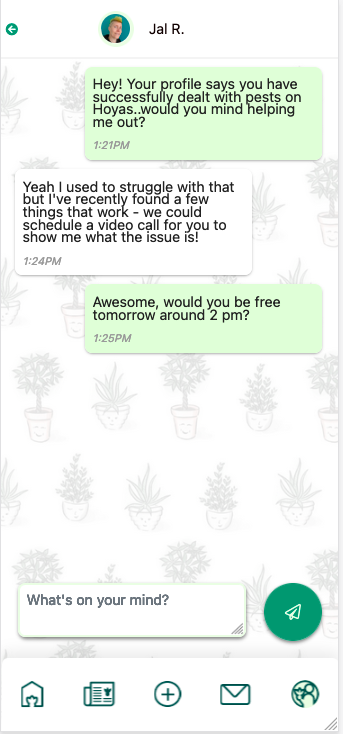 Jal R.
Hey! Your profile says you have
successfully dealt with pests on
Hoyas..would you mind helping
me out?
1:21PM
Yeah I used to struggle with that
but I've recently found a few
things that work - we could
schedule a video call for you to
show me what the issue is!
1:24PM
Awesome, would you be free
tomorrow around 2 pm?
1:25PM
What's on your mind?